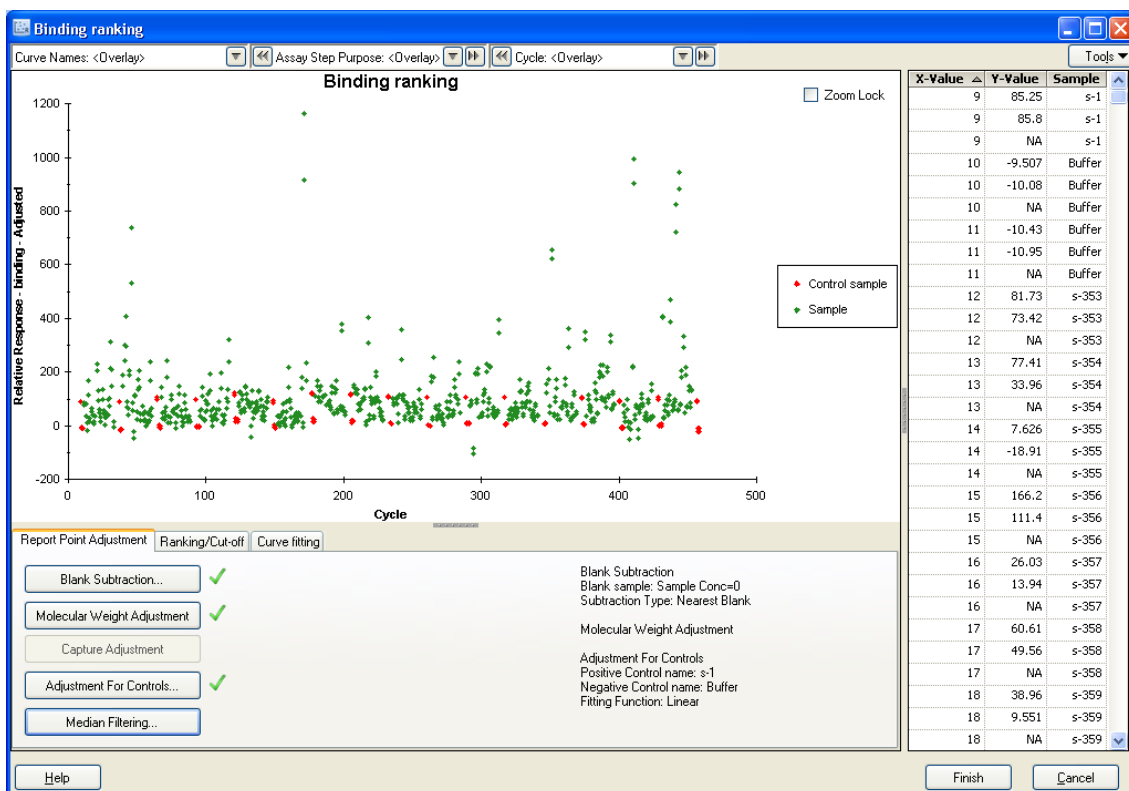 Binding ranking
Curve Names: <Overlay>
Assay Step Purpose: <Overlay>
Cycle: <Overlay>
Tools
Binding ranking
Zoom Lock
Relative Response - binding - Adjusted
1200
1000
800
600
400
200
0
-200
0 100 200 300 400 500
Cycle
Control sample
Sample
X-Value Y-Value Sample
9 85.25 s-1
9 85.8 s-1
9 NA s-1
10 -9.507 Buffer
10 -10.08 Buffer
10 NA Buffer
11 -10.43 Buffer
11 -10.95 Buffer
11 NA Buffer
12 81.73 s-353
12 73.42 s-353
12 NA s-353
13 77.41 s-354
13 33.96 s-354
13 NA s-354
14 7.626 s-355
14 -18.91 s-355
14 NA s-355
15 166.2 s-356
15 111.4 s-356
15 NA s-356
16 26.03 s-357
16 13.94 s-357
16 NA s-357
17 60.61 s-358
17 49.56 s-358
17 NA s-358
18 38.96 s-359
18 9.551 s-359
18 NA s-359
Report Point Adjustment
Ranking/Cut-off
Curve fitting
Blank Subtraction...
Molecular Weight Adjustment
Capture Adjustment
Adjustment For Controls...
Median Filtering...
Blank Subtraction
Blank sample: Sample Conc=0
Subtraction Type: Nearest Blank
Molecular Weight Adjustment
Adjustment For Controls
Positive Control name: s-1
Negative Control name: Buffer
Fitting Function: Linear
Help
Finish
Cancel